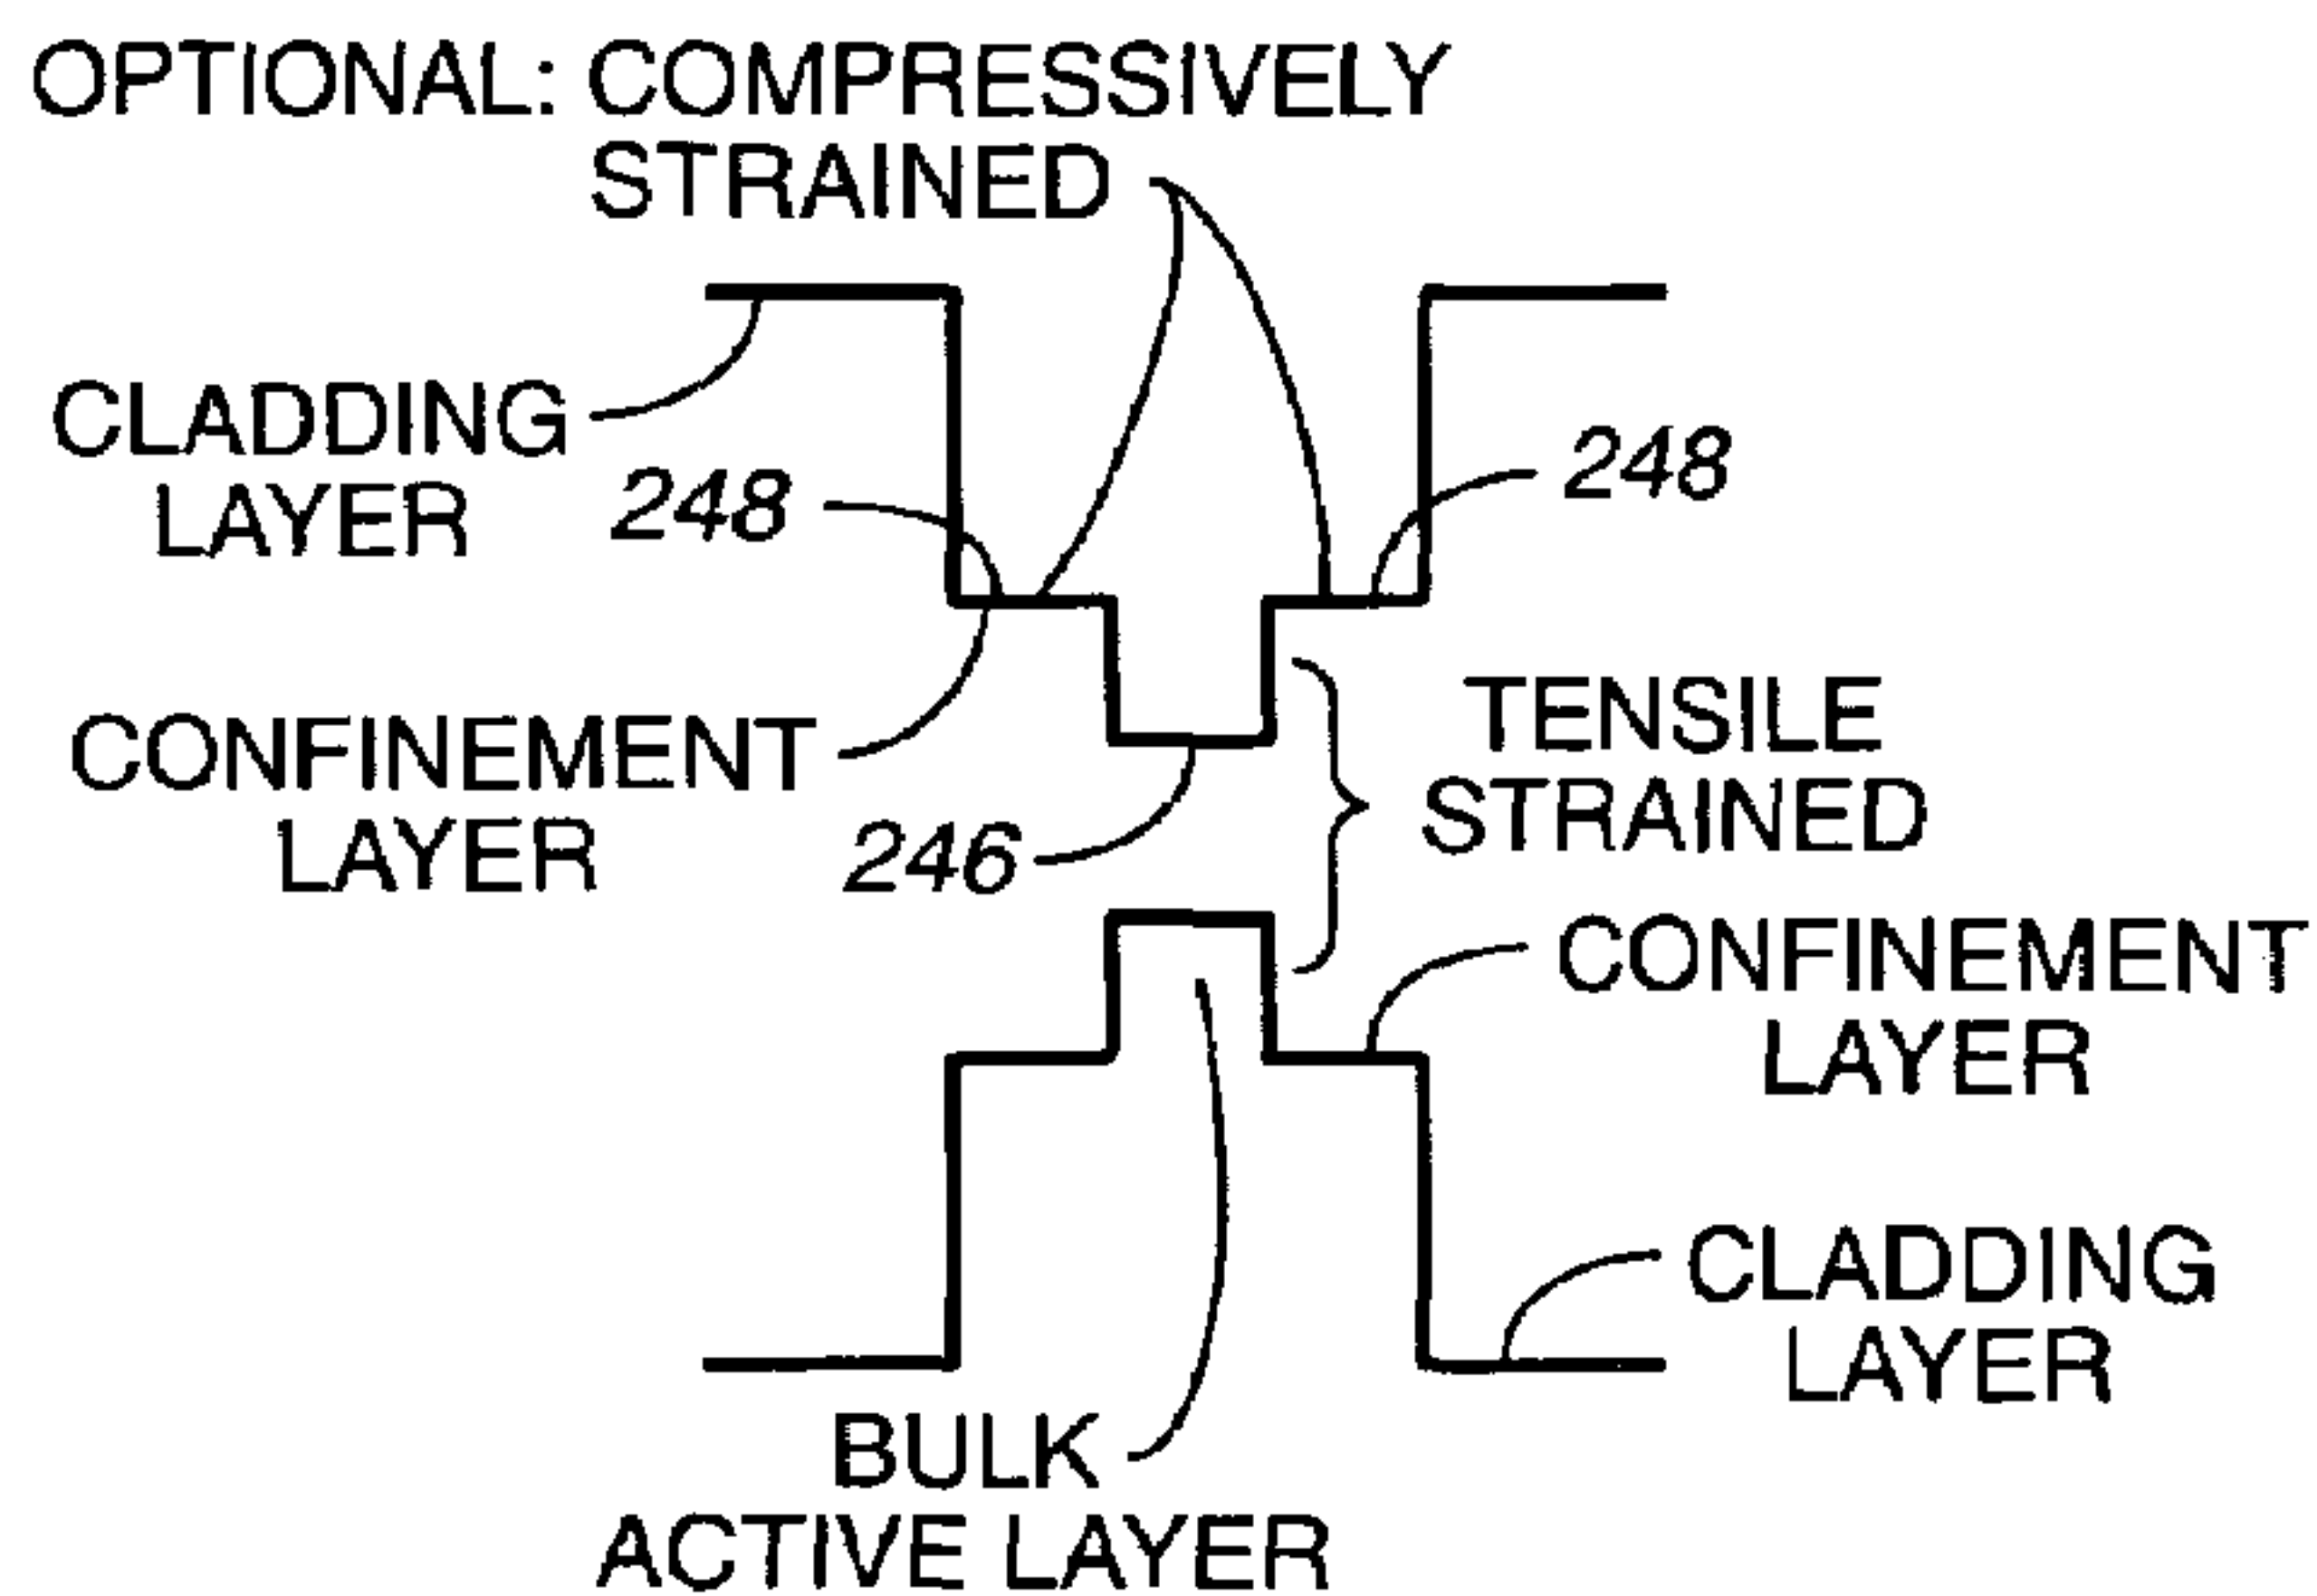 OPTIONAL: COMPRESSIVELY
STRAINED
CLADDING
LAYER
248
248
CONFINEMENT
LAYER
TENSILE
STRAINED
246
CONFINEMENT
LAYER
CLADDING
LAYER
BULK
ACTIVE LAYER